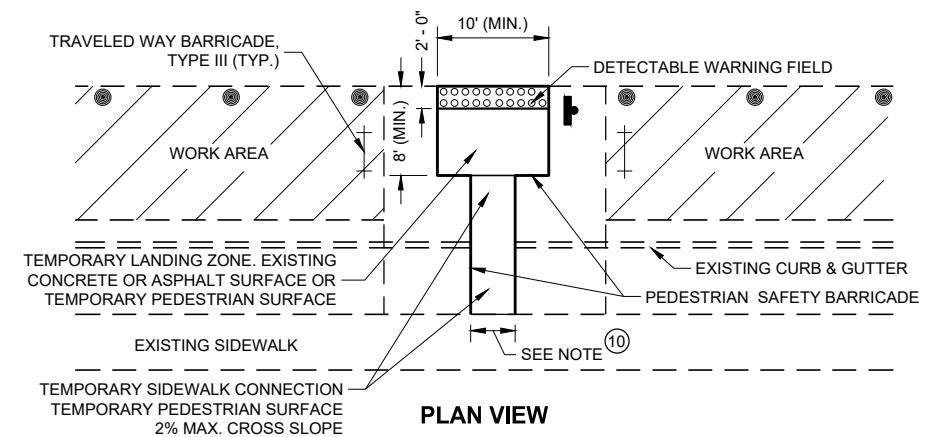 10' (MIN.)
2' - 0"
TRAVELED WAY BARRICADE,
TYPE III (TYP.)
DETECTABLE WARNING FIELD
8' (MIN.)
WORK AREA
WORK AREA
TEMPORARY LANDING ZONE. EXISTING
CONCRETE OR ASPHALT SURFACE OR
TEMPORARY PEDESTRIAN SURFACE
EXISTING CURB & GUTTER
PEDESTRIAN SAFETY BARRICADE
EXISTING SIDEWALK
SEE NOTE 10
TEMPORARY SIDEWALK CONNECTION
TEMPORARY PEDESTRIAN SURFACE
2% MAX. CROSS SLOPE
PLAN VIEW